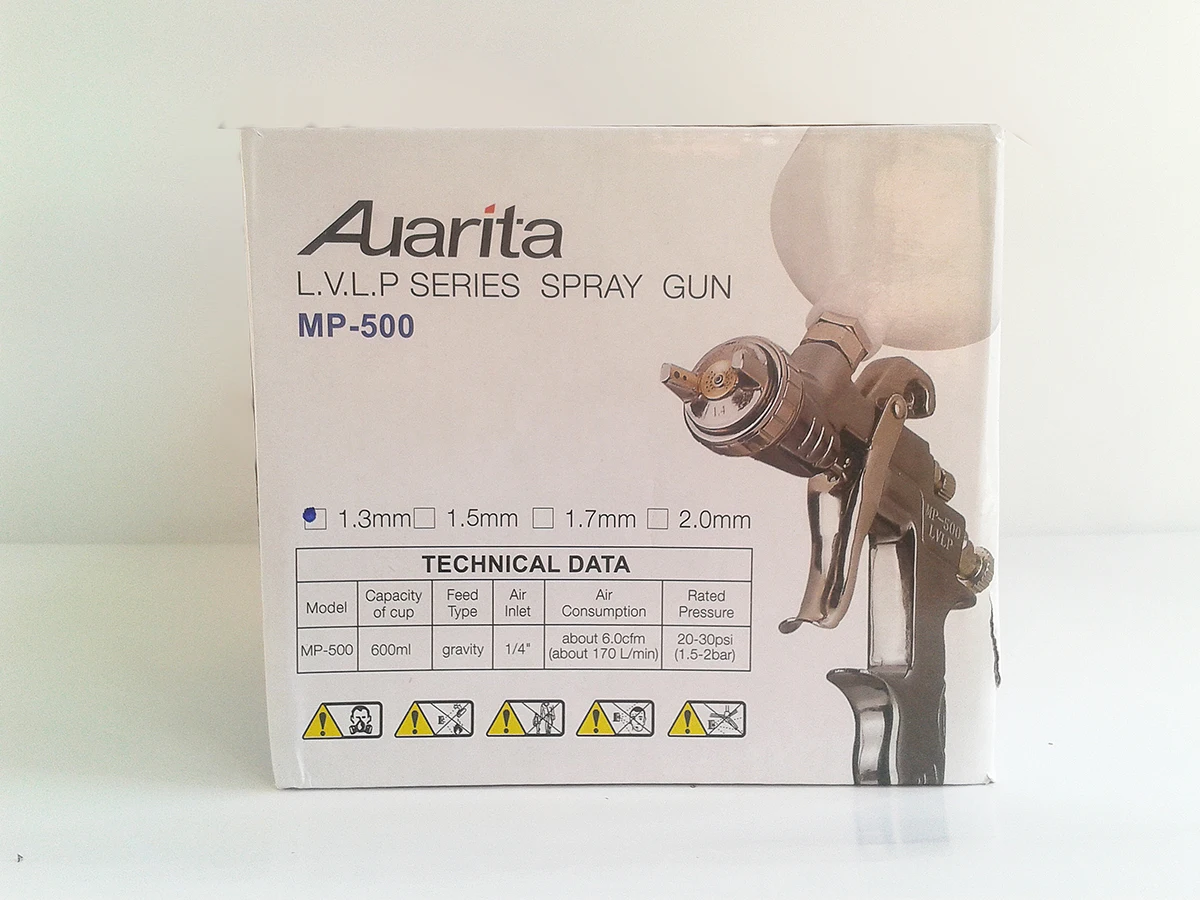 Auarita
L.V.L.P SERIES SPRAY GUN
MP-500
1.3mm 1.5mm 1.7mm 2.0mm
TECHNICAL DATA
Model Capacity of cup Feed Type Air Inlet Air Consumption Rated Pressure
MP-500 600ml gravity 1/4" about 6.0cfm (about 170 L/min) 20-30psi (1.5-2bar)
MP-500
LVLP